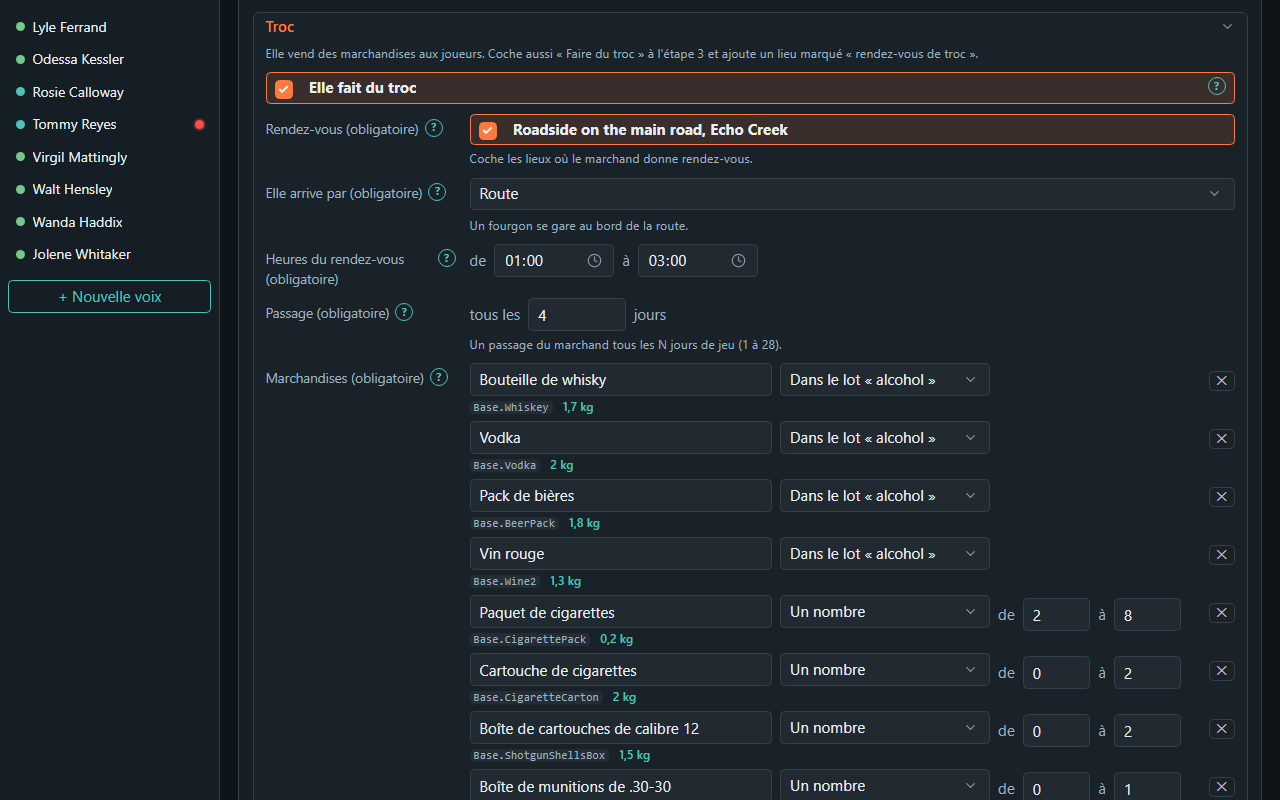 Lyle Ferrand
Odessa Kessler
Rosie Calloway
Tommy Reyes
Virgil Mattingly
Walt Hensley
Wanda Haddix
Jolene Whitaker
+ Nouvelle voix
Troc
Elle vend des marchandises aux joueurs. Coche aussi « Faire du troc » à l'étape 3 et ajoute un lieu marqué « rendez-vous de troc ».
Elle fait du troc ?
Rendez-vous (obligatoire) ? Roadside on the main road, Echo Creek
Coche les lieux où le marchand donne rendez-vous.
Elle arrive par (obligatoire) ? Route
Un fourgon se gare au bord de la route.
Heures du rendez-vous (obligatoire) ? de 01:00 à 03:00
Passage (obligatoire) ? tous les 4 jours
Un passage du marchand tous les N jours de jeu (1 à 28).
Marchandises (obligatoire) ? Bouteille de whisky Dans le lot « alcohol »
Base.Whiskey 1,7 kg
Vodka Dans le lot « alcohol »
Base.Vodka 2 kg
Pack de bières Dans le lot « alcohol »
Base.BeerPack 1,8 kg
Vin rouge Dans le lot « alcohol »
Base.Wine2 1,3 kg
Paquet de cigarettes Un nombre de 2 à 8
Base.CigarettePack 0,2 kg
Cartouche de cigarettes Un nombre de 0 à 2
Base.CigaretteCarton 2 kg
Boîte de cartouches de calibre 12 Un nombre de 0 à 2
Base.ShotgunShellsBox 1,5 kg
Boîte de munitions de .30-30 Un nombre de 0 à 1